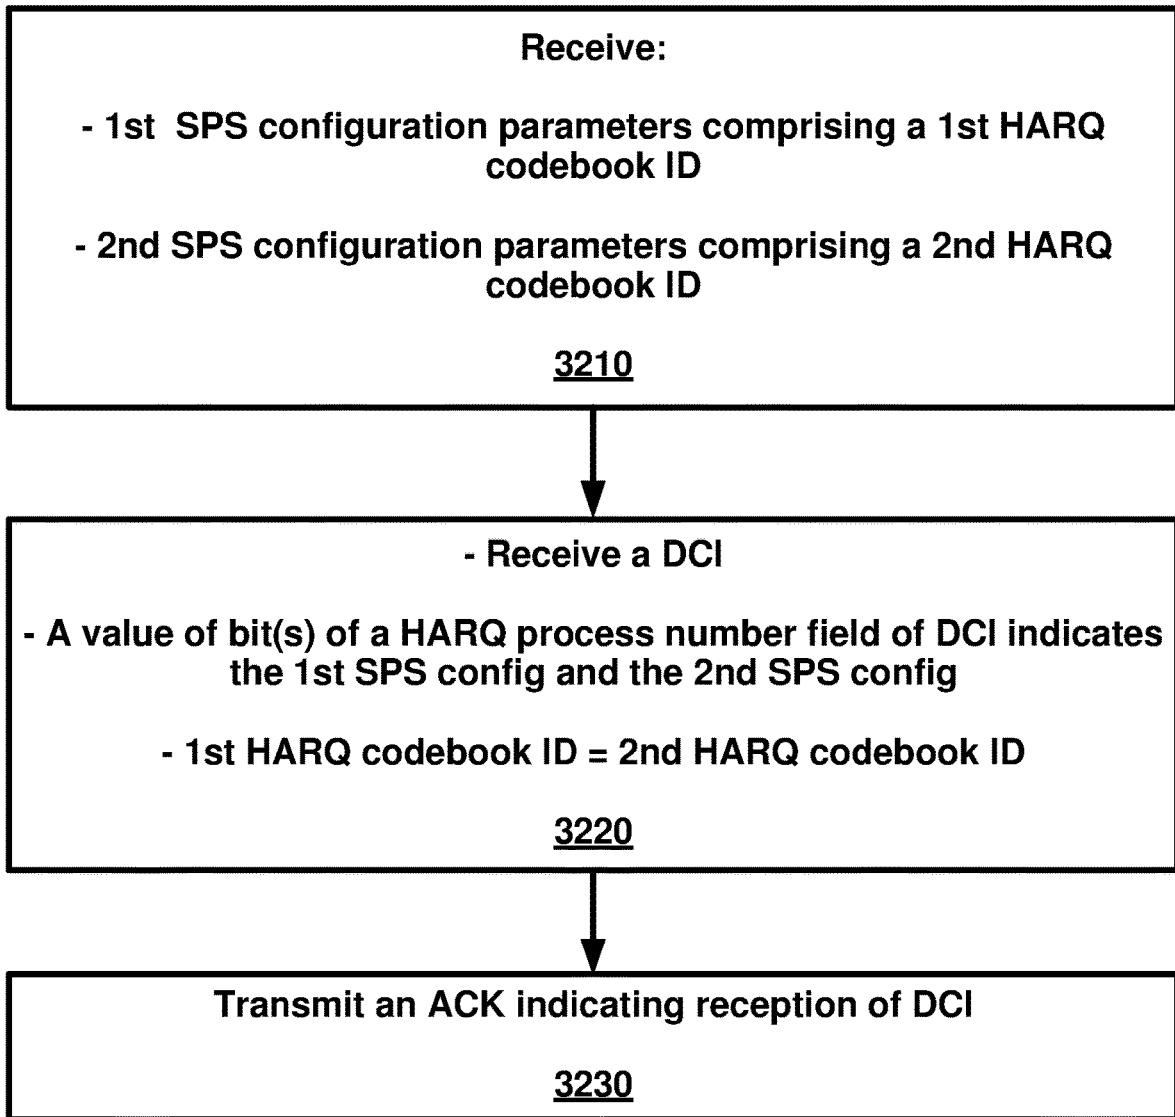 Receive:
- 1st SPS configuration parameters comprising a 1st HARQ
codebook ID
- 2nd SPS configuration parameters comprising a 2nd HARQ
codebook ID
3210
- Receive a DCI
- A value of bit(s) of a HARQ process number field of DCI indicates
the 1st SPS config and the 2nd SPS config
- 1st HARQ codebook ID = 2nd HARQ codebook ID
3220
Transmit an ACK indicating reception of DCI
3230